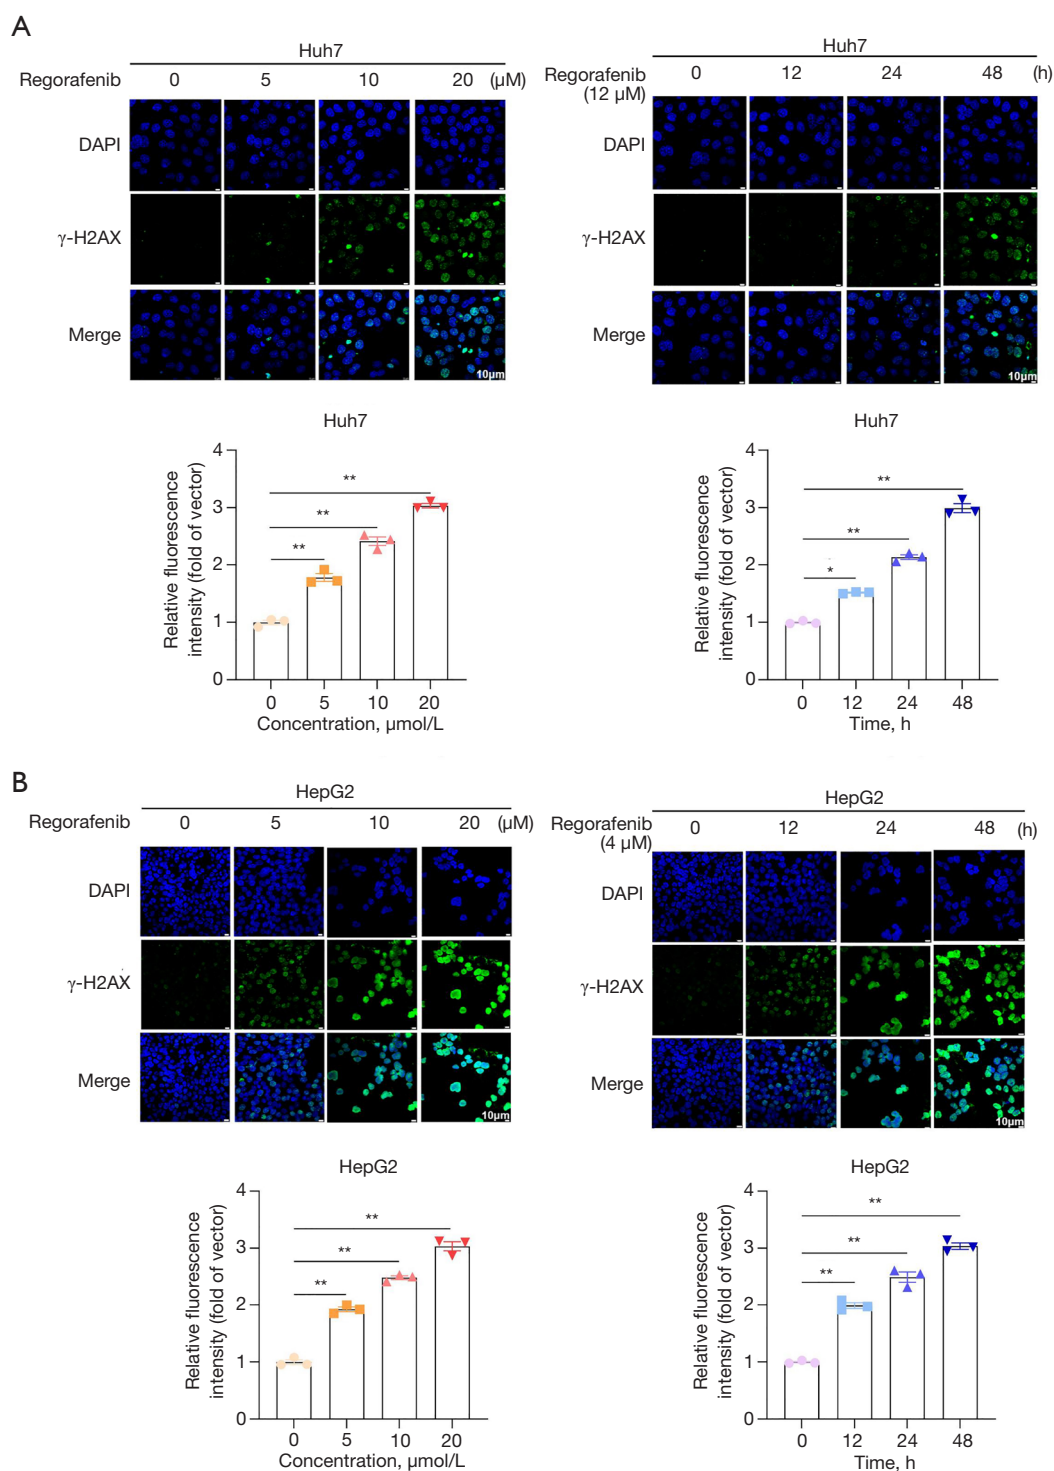 A
Huh7
Regorafenib 0 5 10 20 (μM)
DAPI
γ-H2AX
Merge
10μm
Huh7
Regorafenib 0 12 24 48 (h)
(12 μM)
DAPI
γ-H2AX
Merge
10μm
Huh7
Relative fluorescence
intensity (fold of vector)
4
3
2
1
0
**
**
**
0 5 10 20
Concentration, μmol/L
Huh7
Relative fluorescence
intensity (fold of vector)
4
3
2
1
0
**
**
*
0 12 24 48
Time, h
B
HepG2
Regorafenib 0 5 10 20 (μM)
DAPI
γ-H2AX
Merge
10μm
HepG2
Regorafenib 0 12 24 48 (h)
(4 μM)
DAPI
γ-H2AX
Merge
10μm
HepG2
Relative fluorescence
intensity (fold of vector)
4
3
2
1
0
**
**
**
0 5 10 20
Concentration, μmol/L
HepG2
Relative fluorescence
intensity (fold of vector)
4
3
2
1
0
**
**
**
0 12 24 48
Time, h